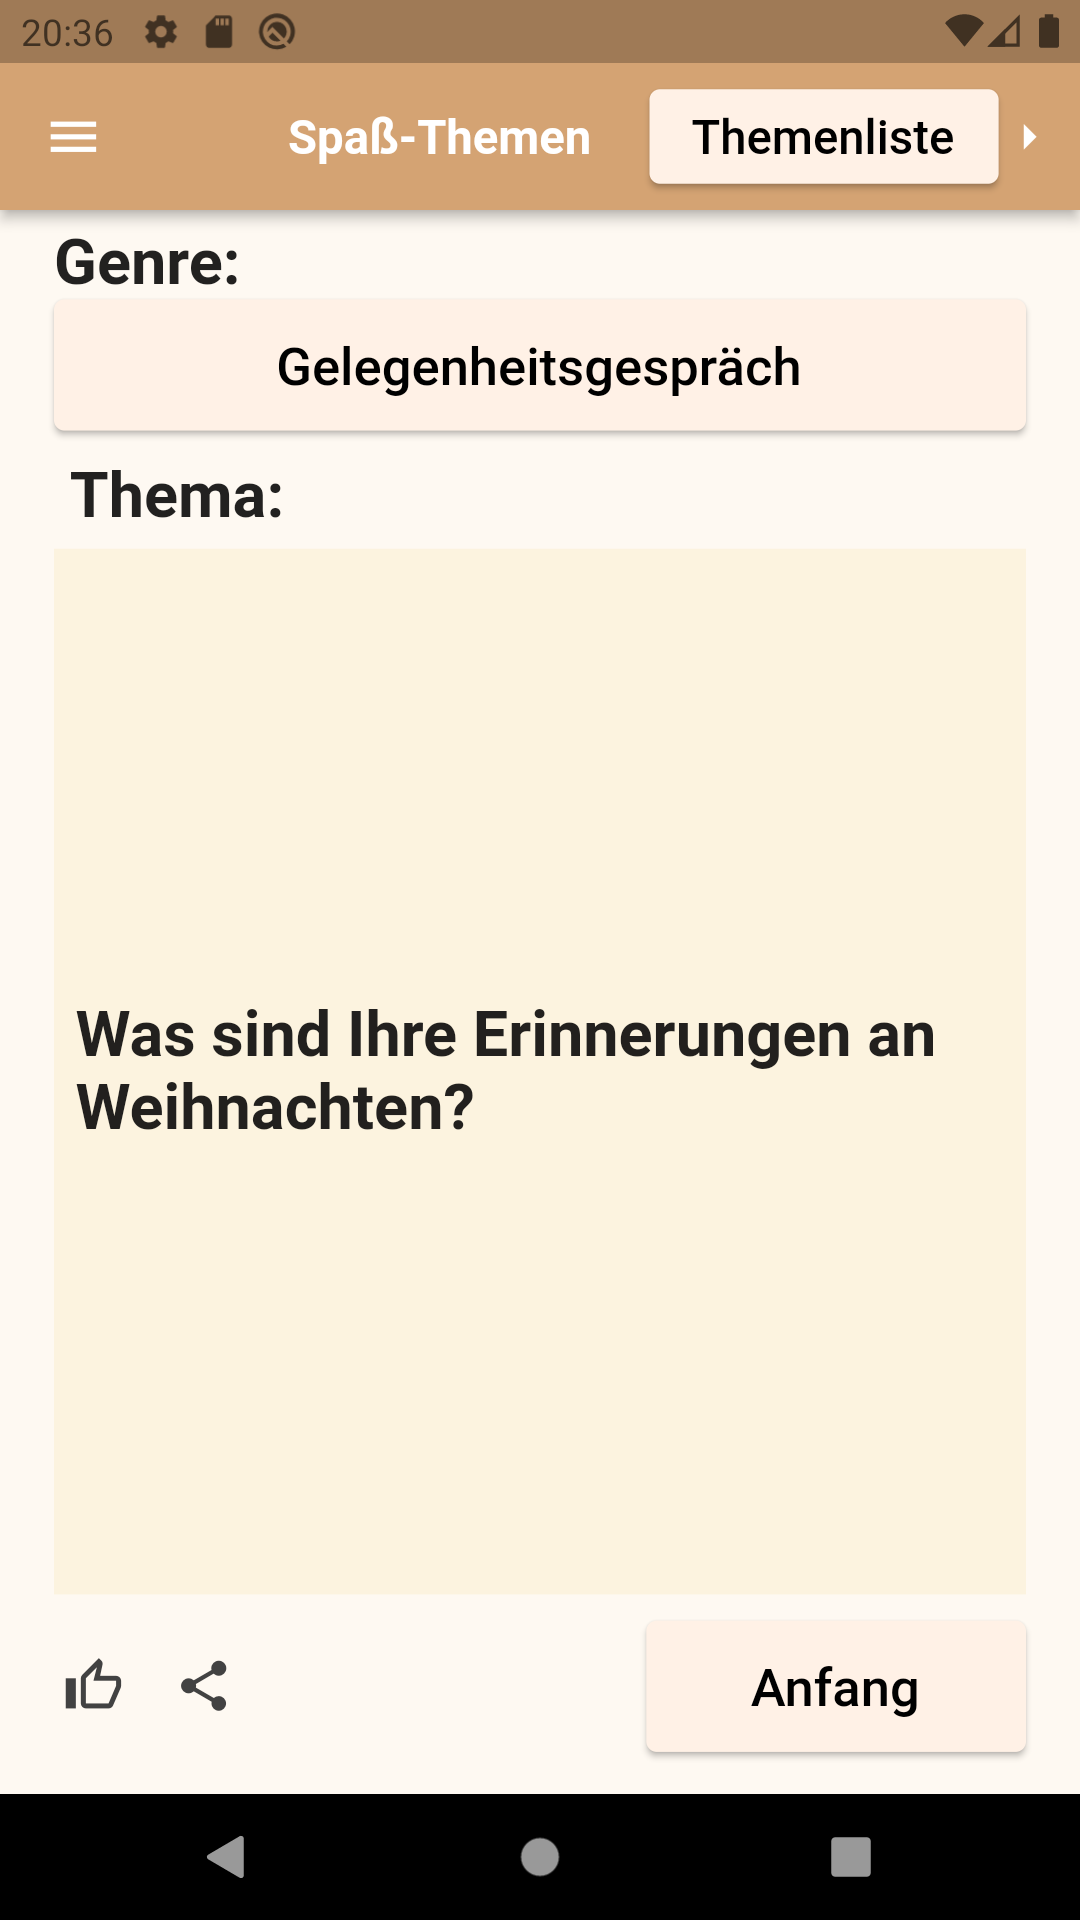 20:36
Spaß-Themen
Themenliste
Genre:
Gelegenheitsgespräch
Thema:
Was sind Ihre Erinnerungen an
Weihnachten?
Anfang